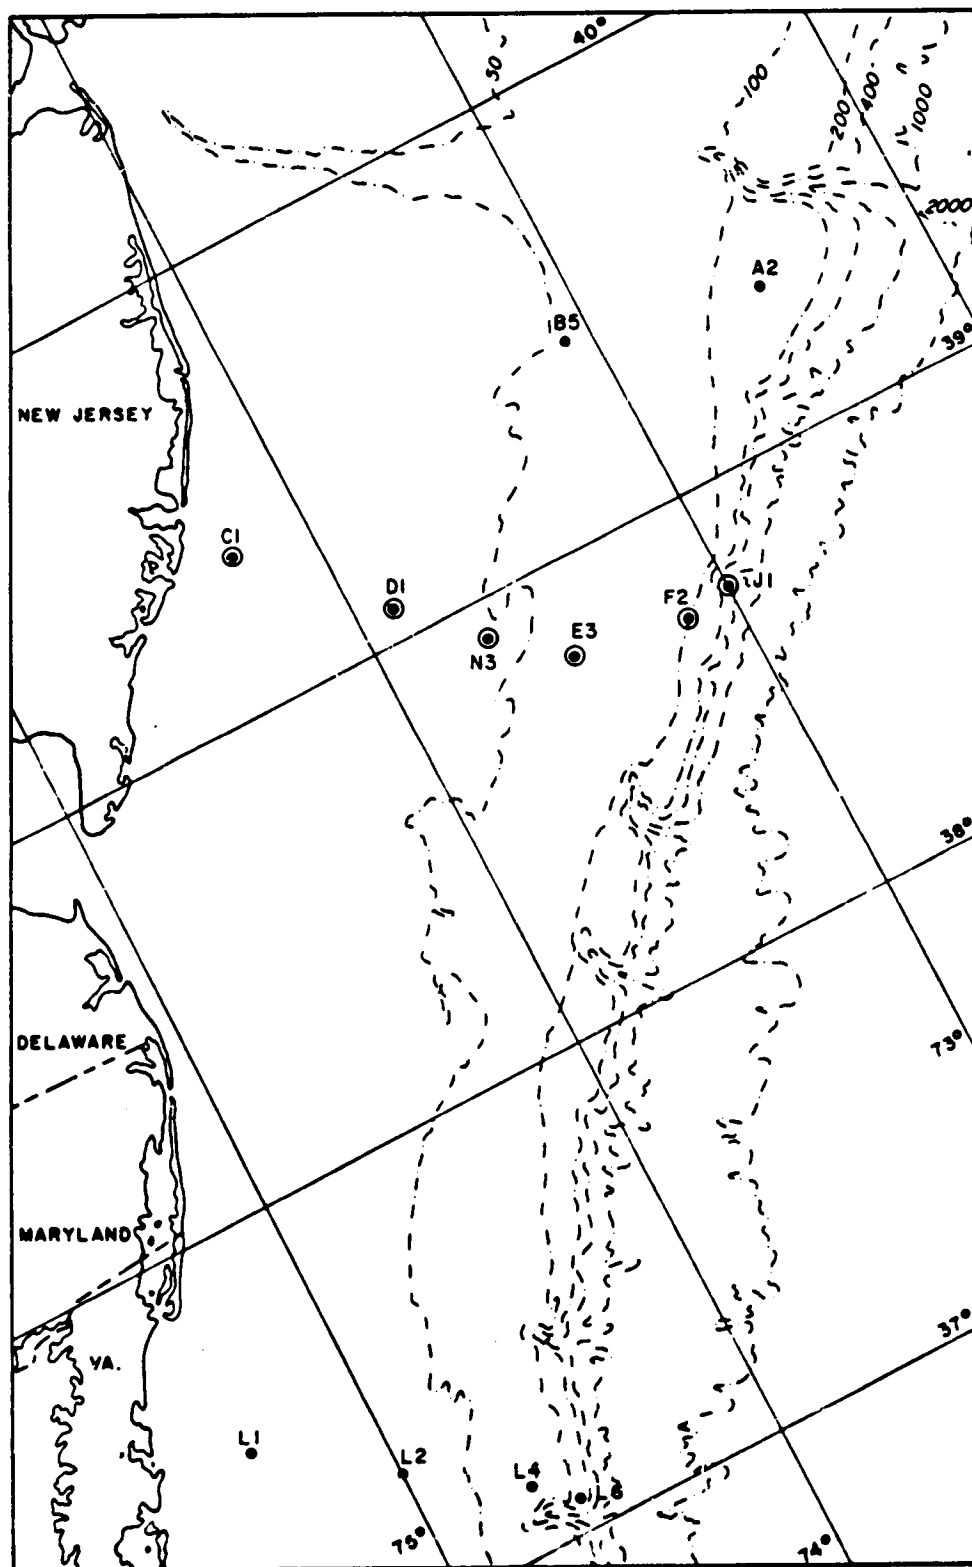 40°
50
100
200
400
1000
2000
A2
B5
39°
NEW JERSEY
C1
D1
J1
F2
N3
E3
38°
DELAWARE
73°
MARYLAND
37°
VA.
L1
L2
L4
L6
75°
74°